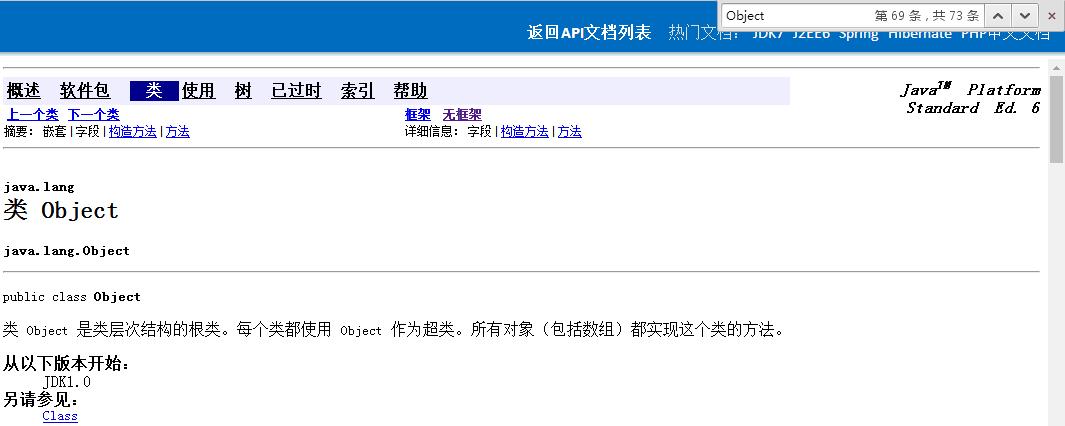 Object 第 69 条 , 共 73 条
返回API文档列表 热门文档: JDK7 J2EE6 Spring Hibernate PHP中文文档
概述 软件包 类 使用 树 已过时 索引 帮助
Java™ Platform
Standard Ed. 6
上一个类 下一个类 框架 无框架
摘要: 嵌套 | 字段 | 构造方法 | 方法 详细信息: 字段 | 构造方法 | 方法
java.lang
类 Object
java.lang.Object
public class Object
类 Object 是类层次结构的根类。每个类都使用 Object 作为超类。所有对象（包括数组）都实现这个类的方法。
从以下版本开始：
JDK1.0
另请参见：
Class